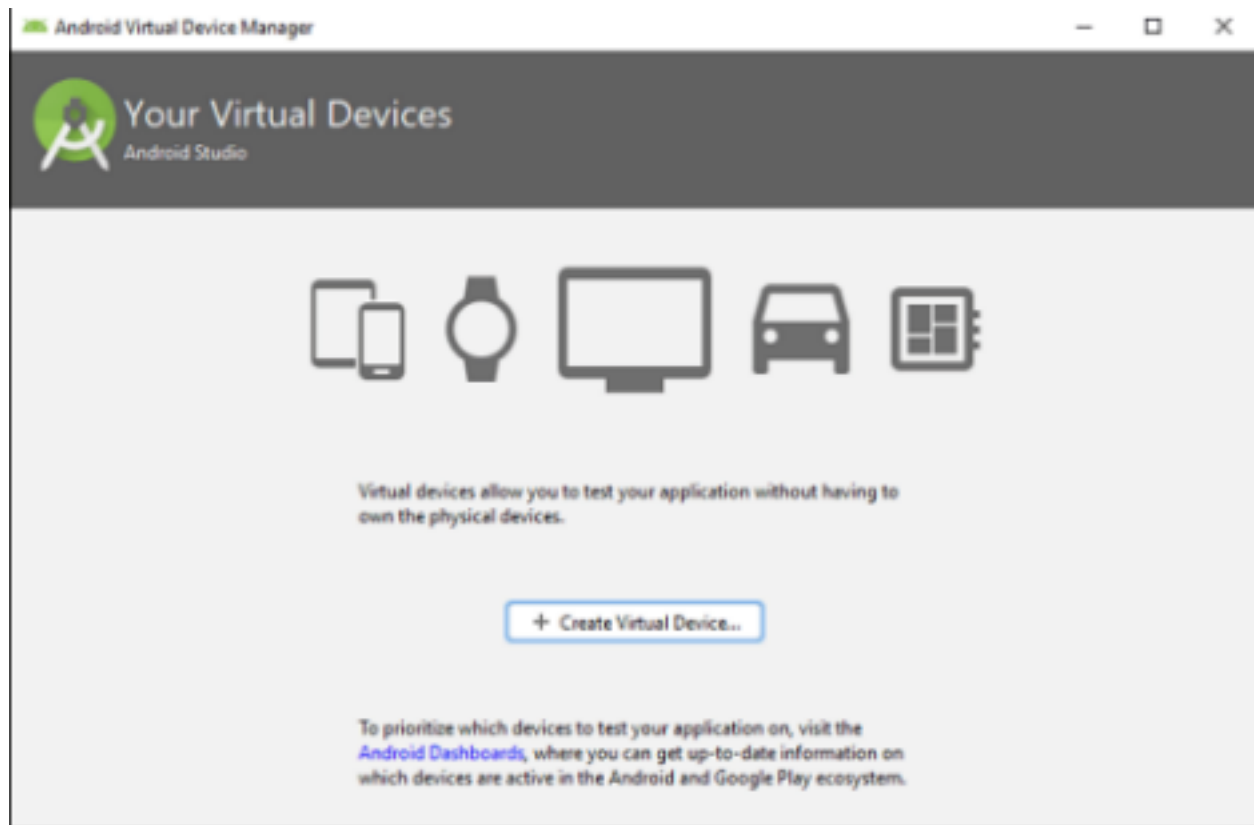 Android Virtual Device Manager
Your Virtual Devices
Android Studio
Virtual devices allow you to test your application without having to
own the physical devices.
+ Create Virtual Device...
To prioritize which devices to test your application on, visit the
Android Dashboards, where you can get up-to-date information on
which devices are active in the Android and Google Play ecosystem.